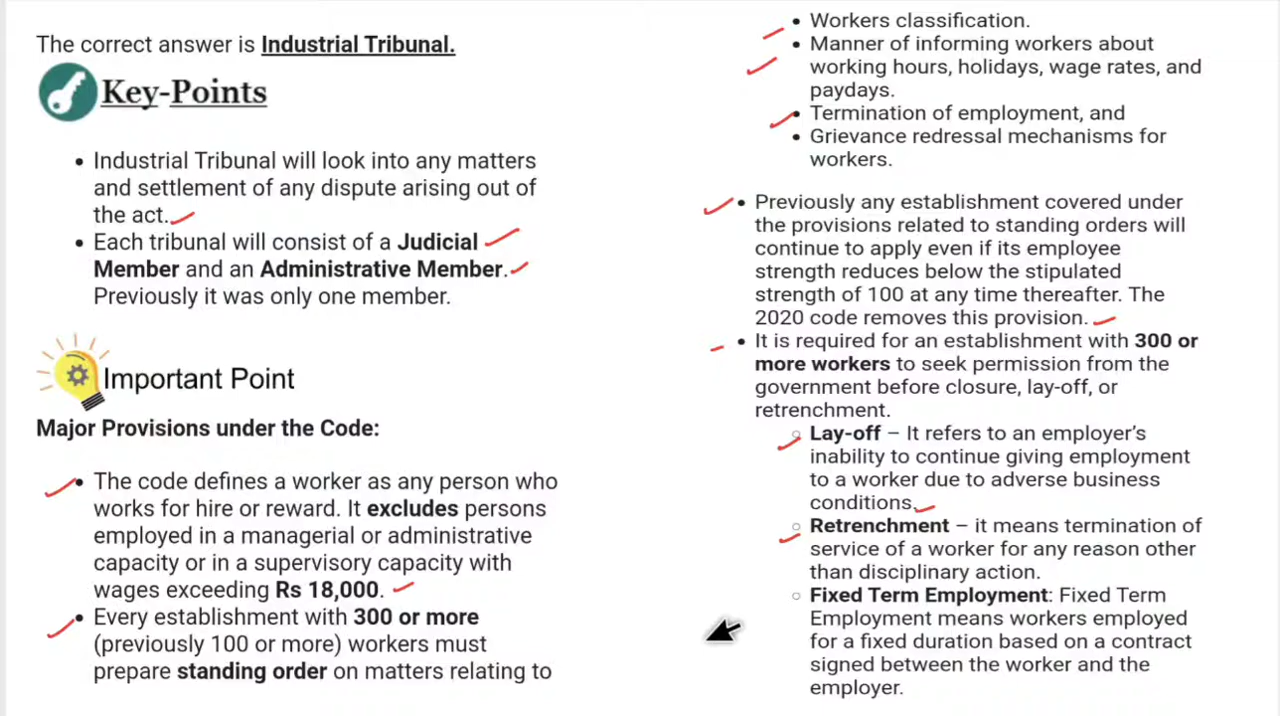 The correct answer is Industrial Tribunal.
Key-Points
• Industrial Tribunal will look into any matters
and settlement of any dispute arising out of
the act.
• Each tribunal will consist of a Judicial
Member and an Administrative Member.
Previously it was only one member.
Important Point
Major Provisions under the Code:
• The code defines a worker as any person who
works for hire or reward. It excludes persons
employed in a managerial or administrative
capacity or in a supervisory capacity with
wages exceeding Rs 18,000.
• Every establishment with 300 or more
(previously 100 or more) workers must
prepare standing order on matters relating to
• Workers classification.
• Manner of informing workers about
working hours, holidays, wage rates, and
paydays.
• Termination of employment, and
• Grievance redressal mechanisms for
workers.
• Previously any establishment covered under
the provisions related to standing orders will
continue to apply even if its employee
strength reduces below the stipulated
strength of 100 at any time thereafter. The
2020 code removes this provision.
• It is required for an establishment with 300 or
more workers to seek permission from the
government before closure, lay-off, or
retrenchment.
○ Lay-off – It refers to an employer's
inability to continue giving employment
to a worker due to adverse business
conditions.
○ Retrenchment – it means termination of
service of a worker for any reason other
than disciplinary action.
○ Fixed Term Employment: Fixed Term
Employment means workers employed
for a fixed duration based on a contract
signed between the worker and the
employer.